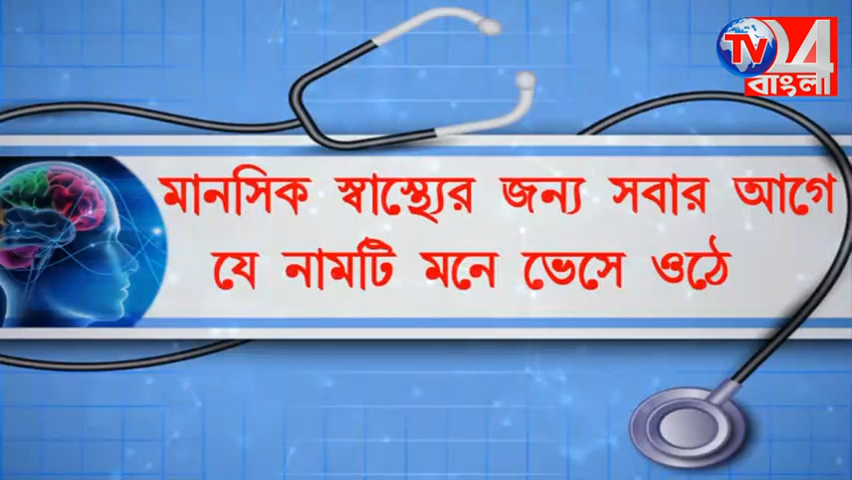 TV 24
বাংলা
মানসিক স্বাস্থ্যের জন্য সবার আগে
যে নামটি মনে ভেসে ওঠে